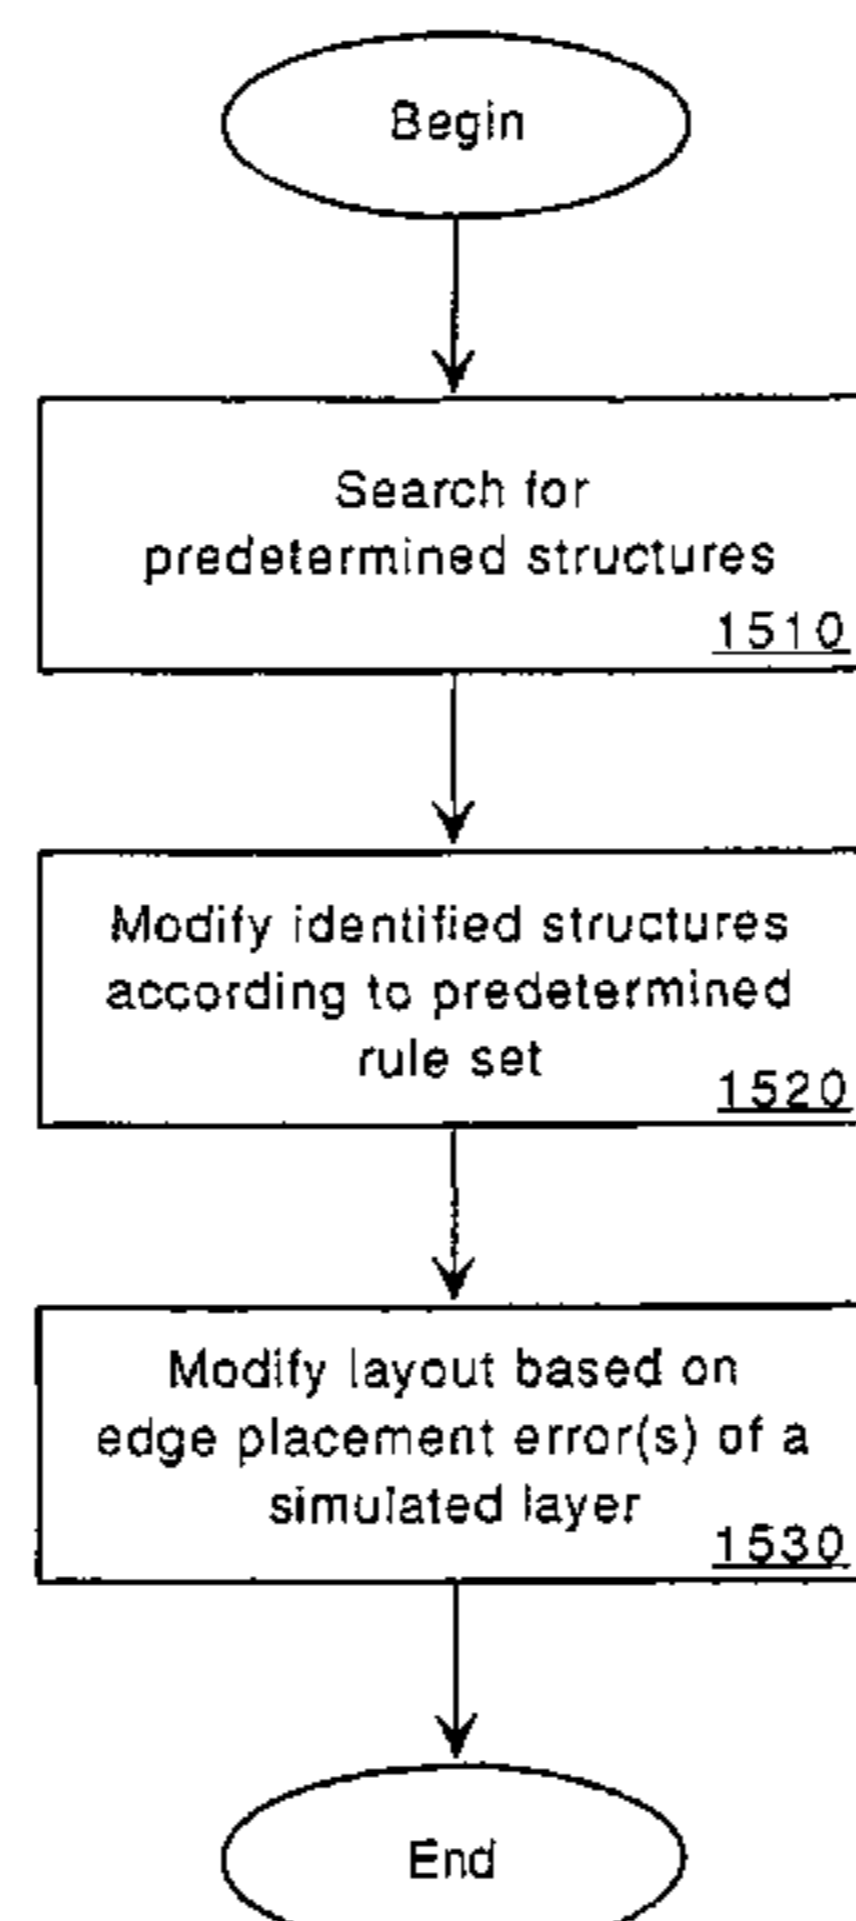 Begin
Search for
predetermined structures
1510
Modify identified structures
according to predetermined
rule set
1520
Modify layout based on
edge placement error(s) of a
simulated layer
1530
End